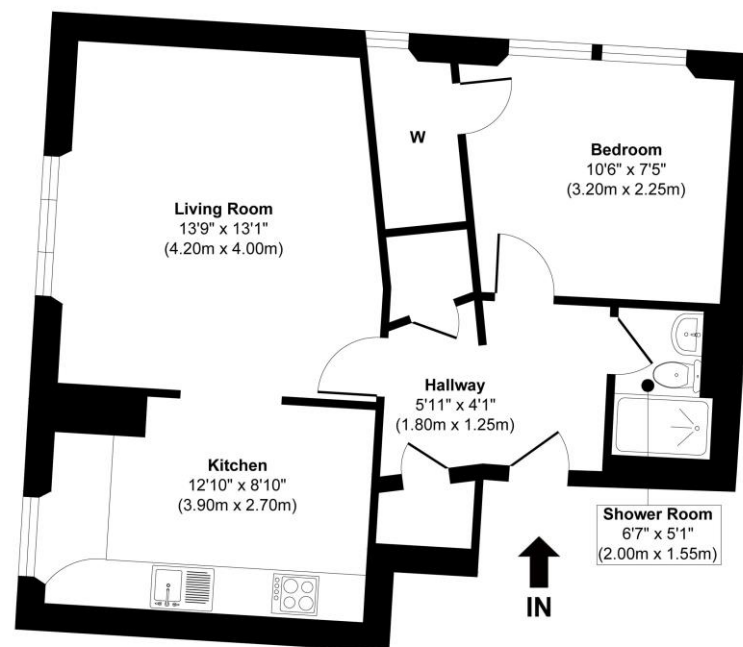 W
Bedroom
10'6" x 7'5"
(3.20m x 2.25m)
Living Room
13'9" x 13'1"
(4.20m x 4.00m)
Hallway
5'11" x 4'1"
(1.80m x 1.25m)
Kitchen
12'10" x 8'10"
(3.90m x 2.70m)
Shower Room
6'7" x 5'1"
(2.00m x 1.55m)
IN